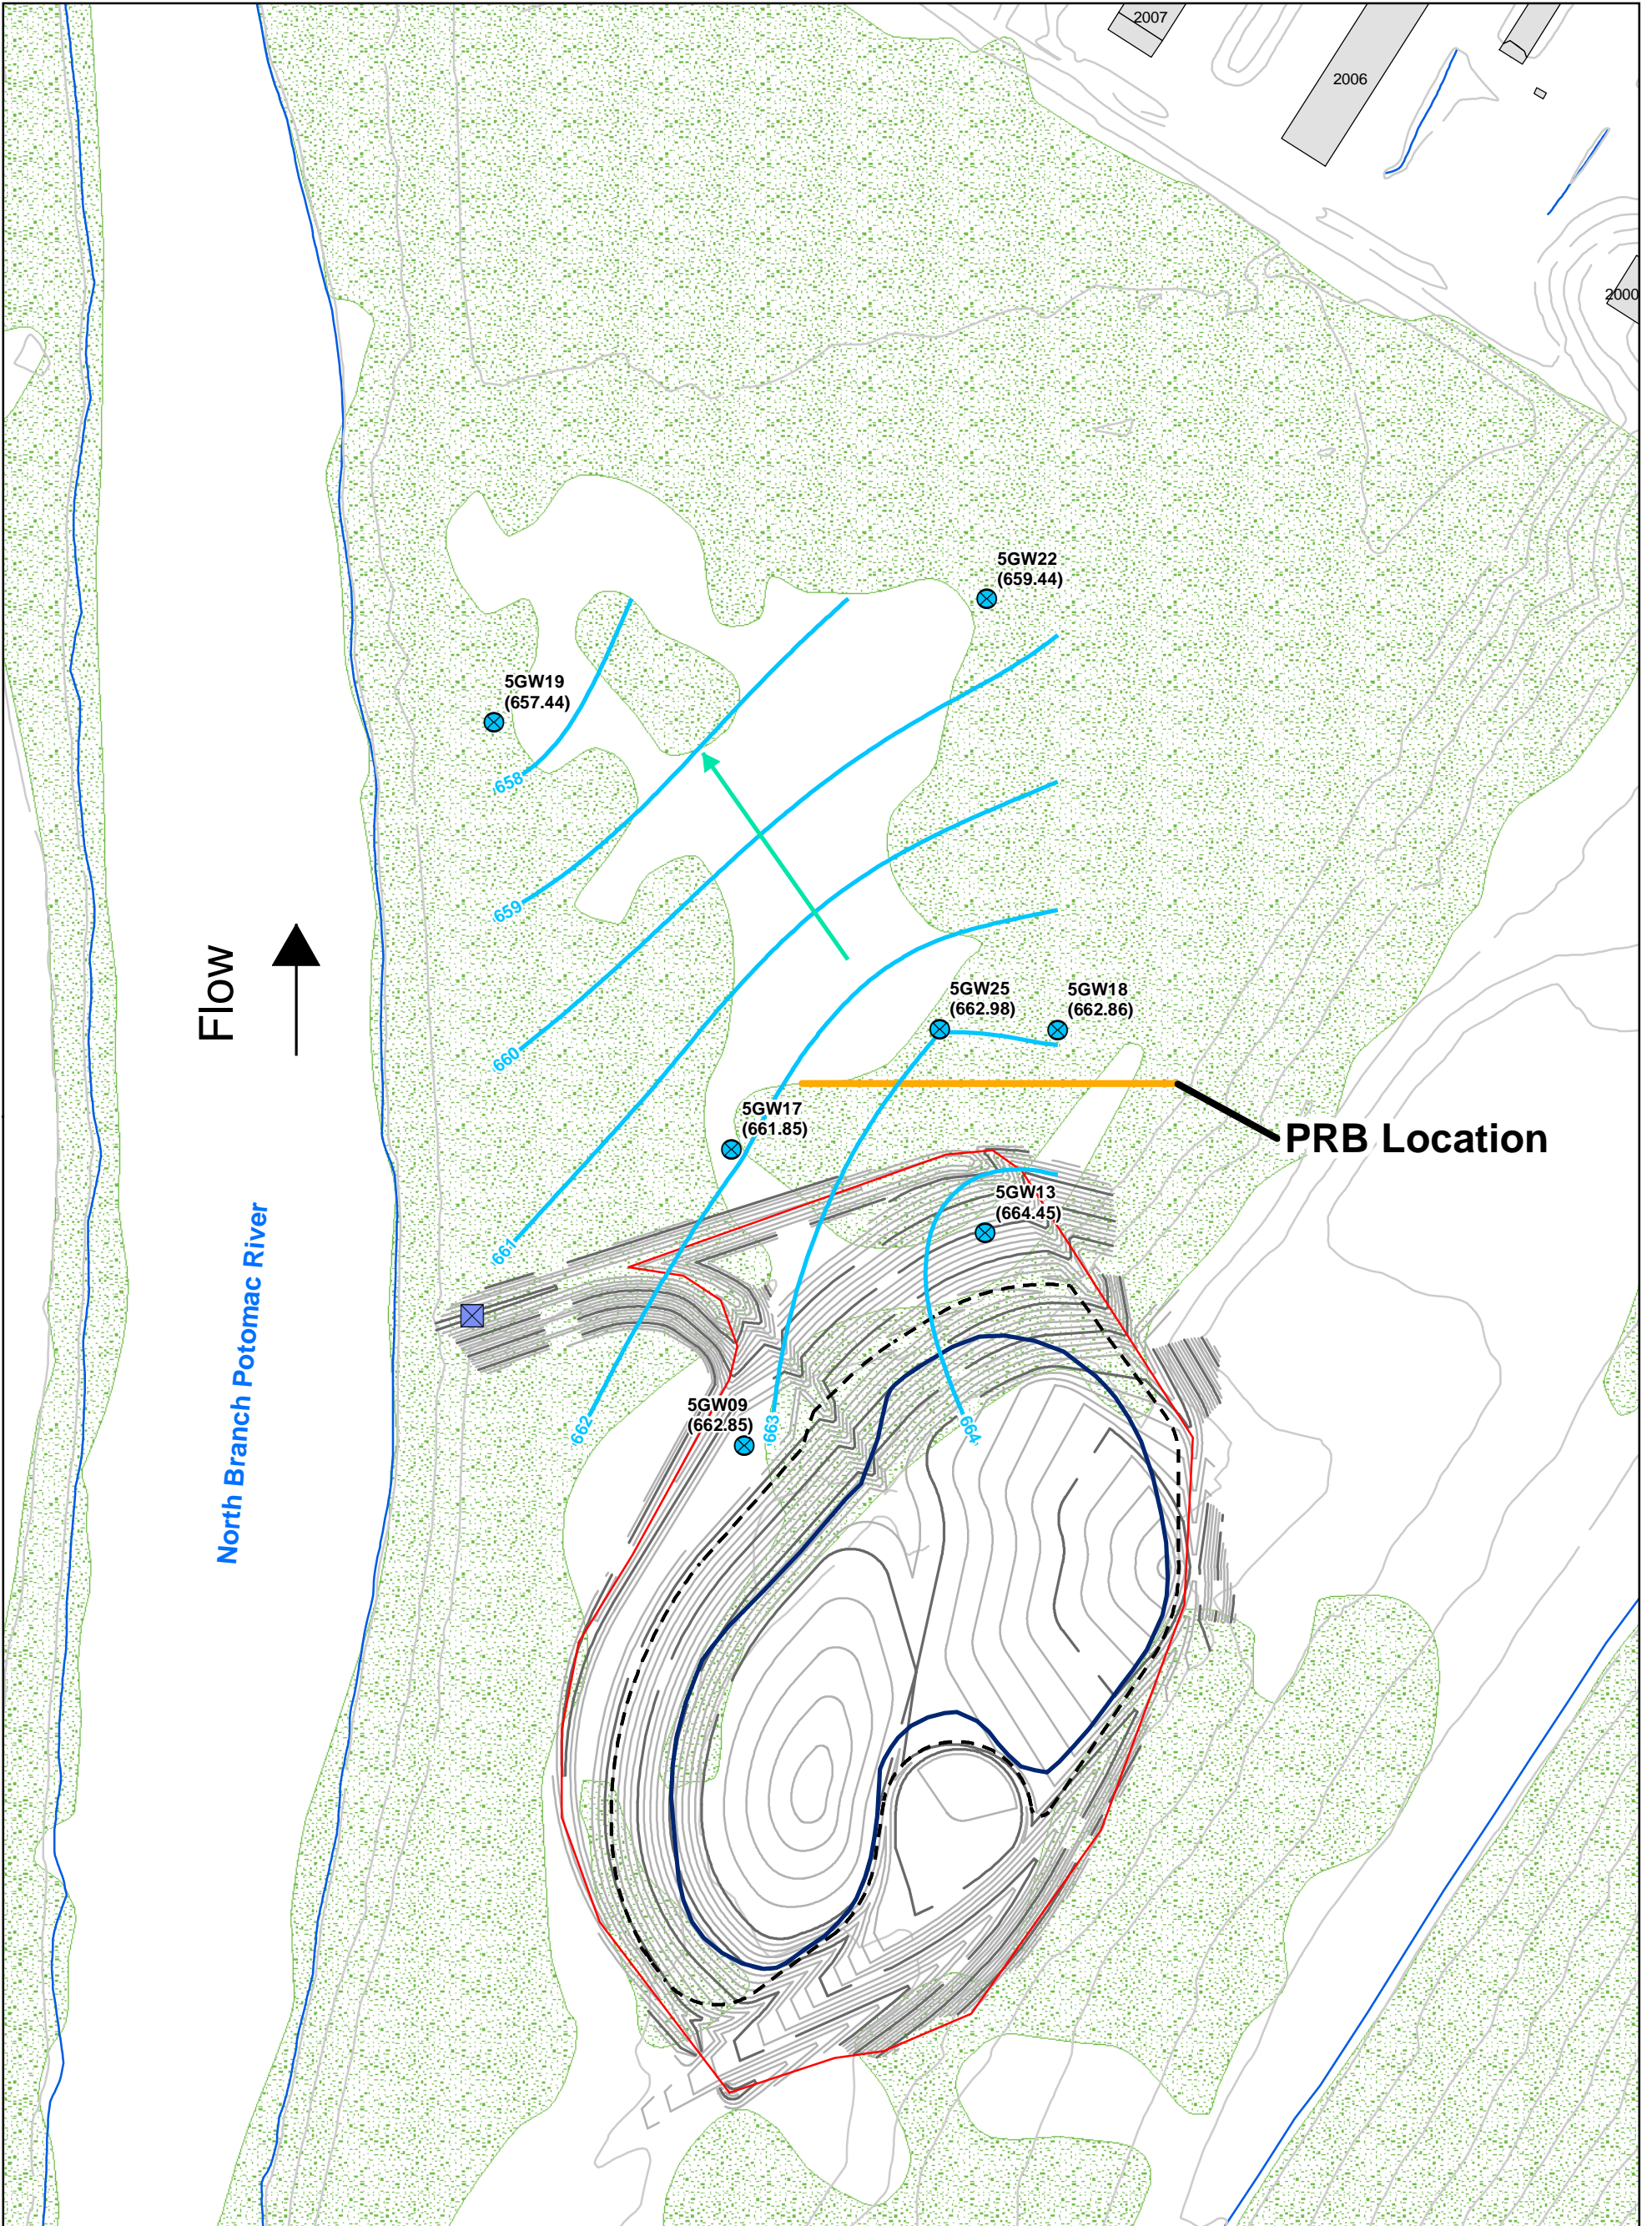 2007
2006
2000
5GW22
(659.44)
5GW19
(657.44)
658
659
Flow
5GW25
(662.98)
5GW18
(662.86)
660
5GW17
(661.85)
PRB Location
5GW13
(664.45)
661
North Branch Potomac River
5GW09
(662.85)
662
663
664